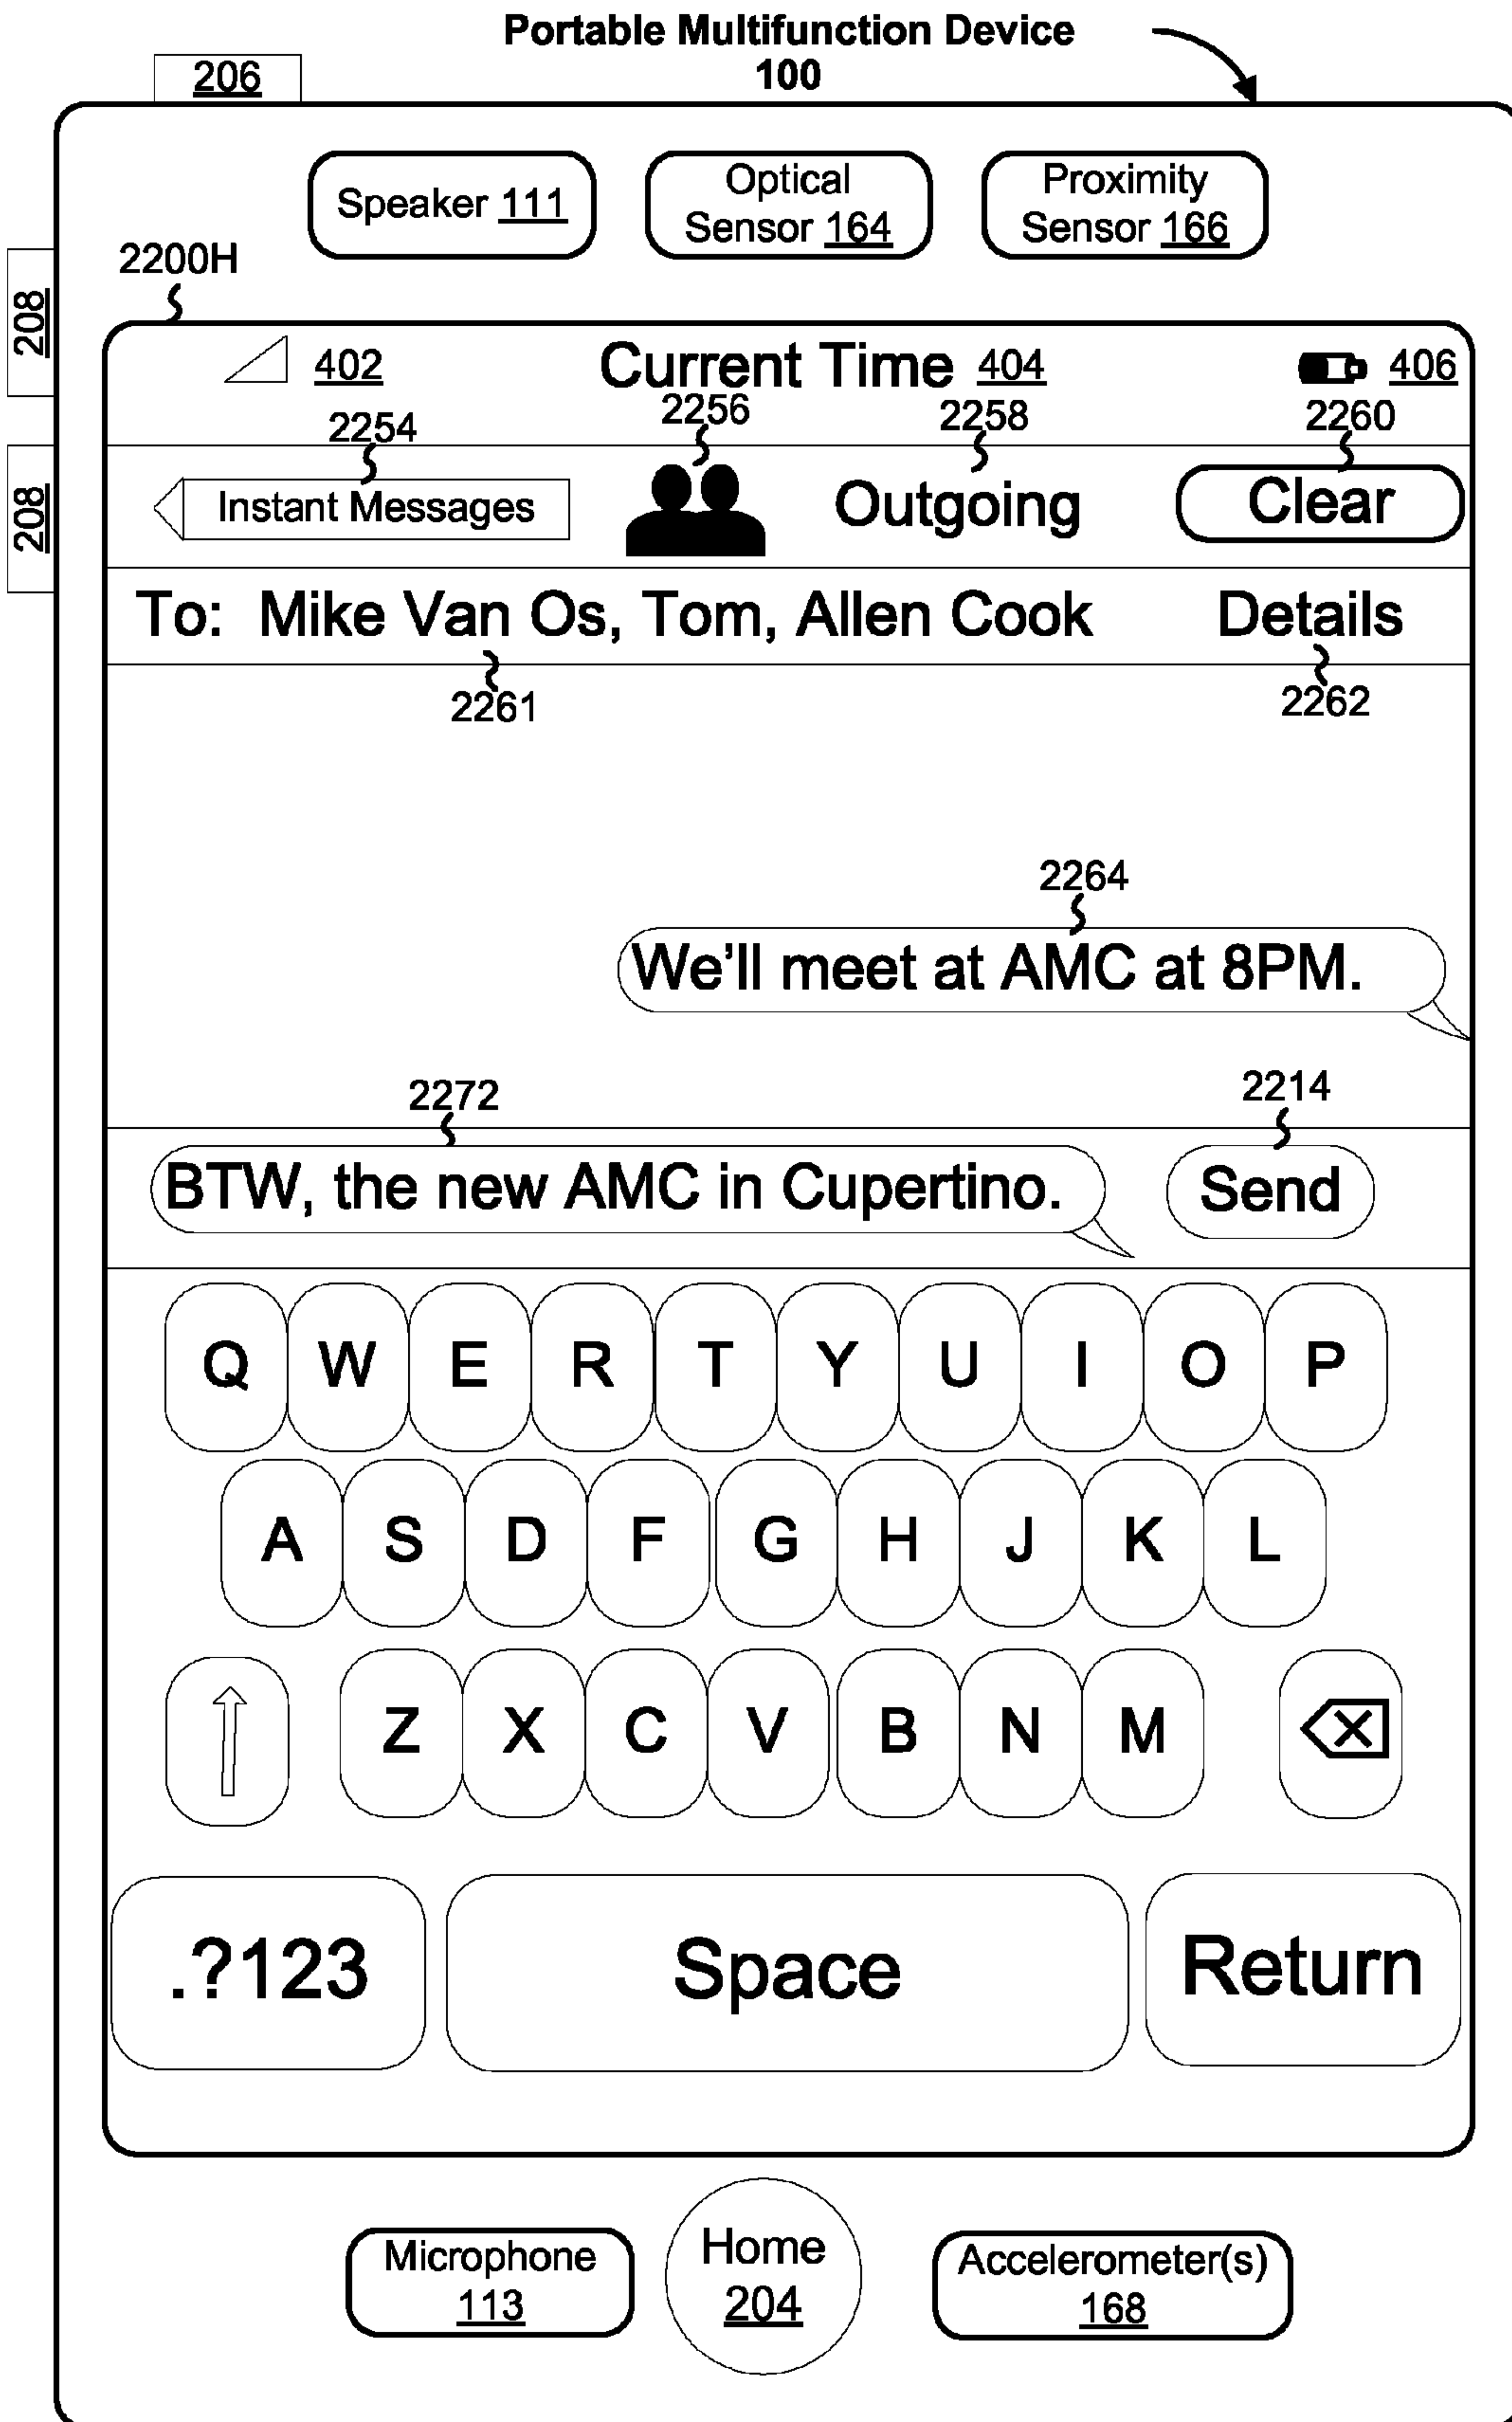 Portable Multifunction Device
100
206
Speaker 111
Optical
Sensor 164
Proximity
Sensor 166
2200H
208
208
402
Current Time 404
406
2254
2256
2258
2260
Instant Messages
Outgoing
Clear
To: Mike Van Os, Tom, Allen Cook
Details
2261
2262
2264
We'll meet at AMC at 8PM.
2272
2214
BTW, the new AMC in Cupertino.
Send
Q W E R T Y U I O P
A S D F G H J K L
Z X C V B N M
.?123
Space
Return
Microphone
113
Home
204
Accelerometer(s)
168